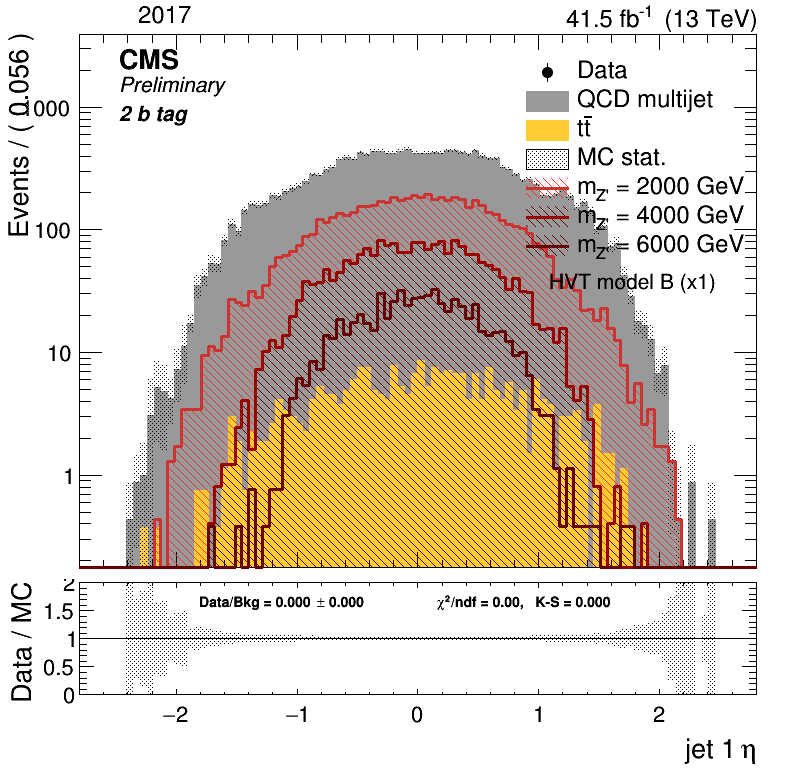 2017
41.5 fb⁻¹ (13 TeV)
CMS
Preliminary
2 b tag
Data
QCD multijet
tt̄
MC stat.
m_Z' = 2000 GeV
m_Z' = 4000 GeV
m_Z' = 6000 GeV
HVT model B (x1)
Events / ( 0.056 )
1000
100
10
1
Data / MC
2
1.5
1
0.5
0
Data/Bkg = 0.000 ± 0.000
χ²/ndf = 0.00, K-S = 0.000
−2
−1
0
1
2
jet 1 η